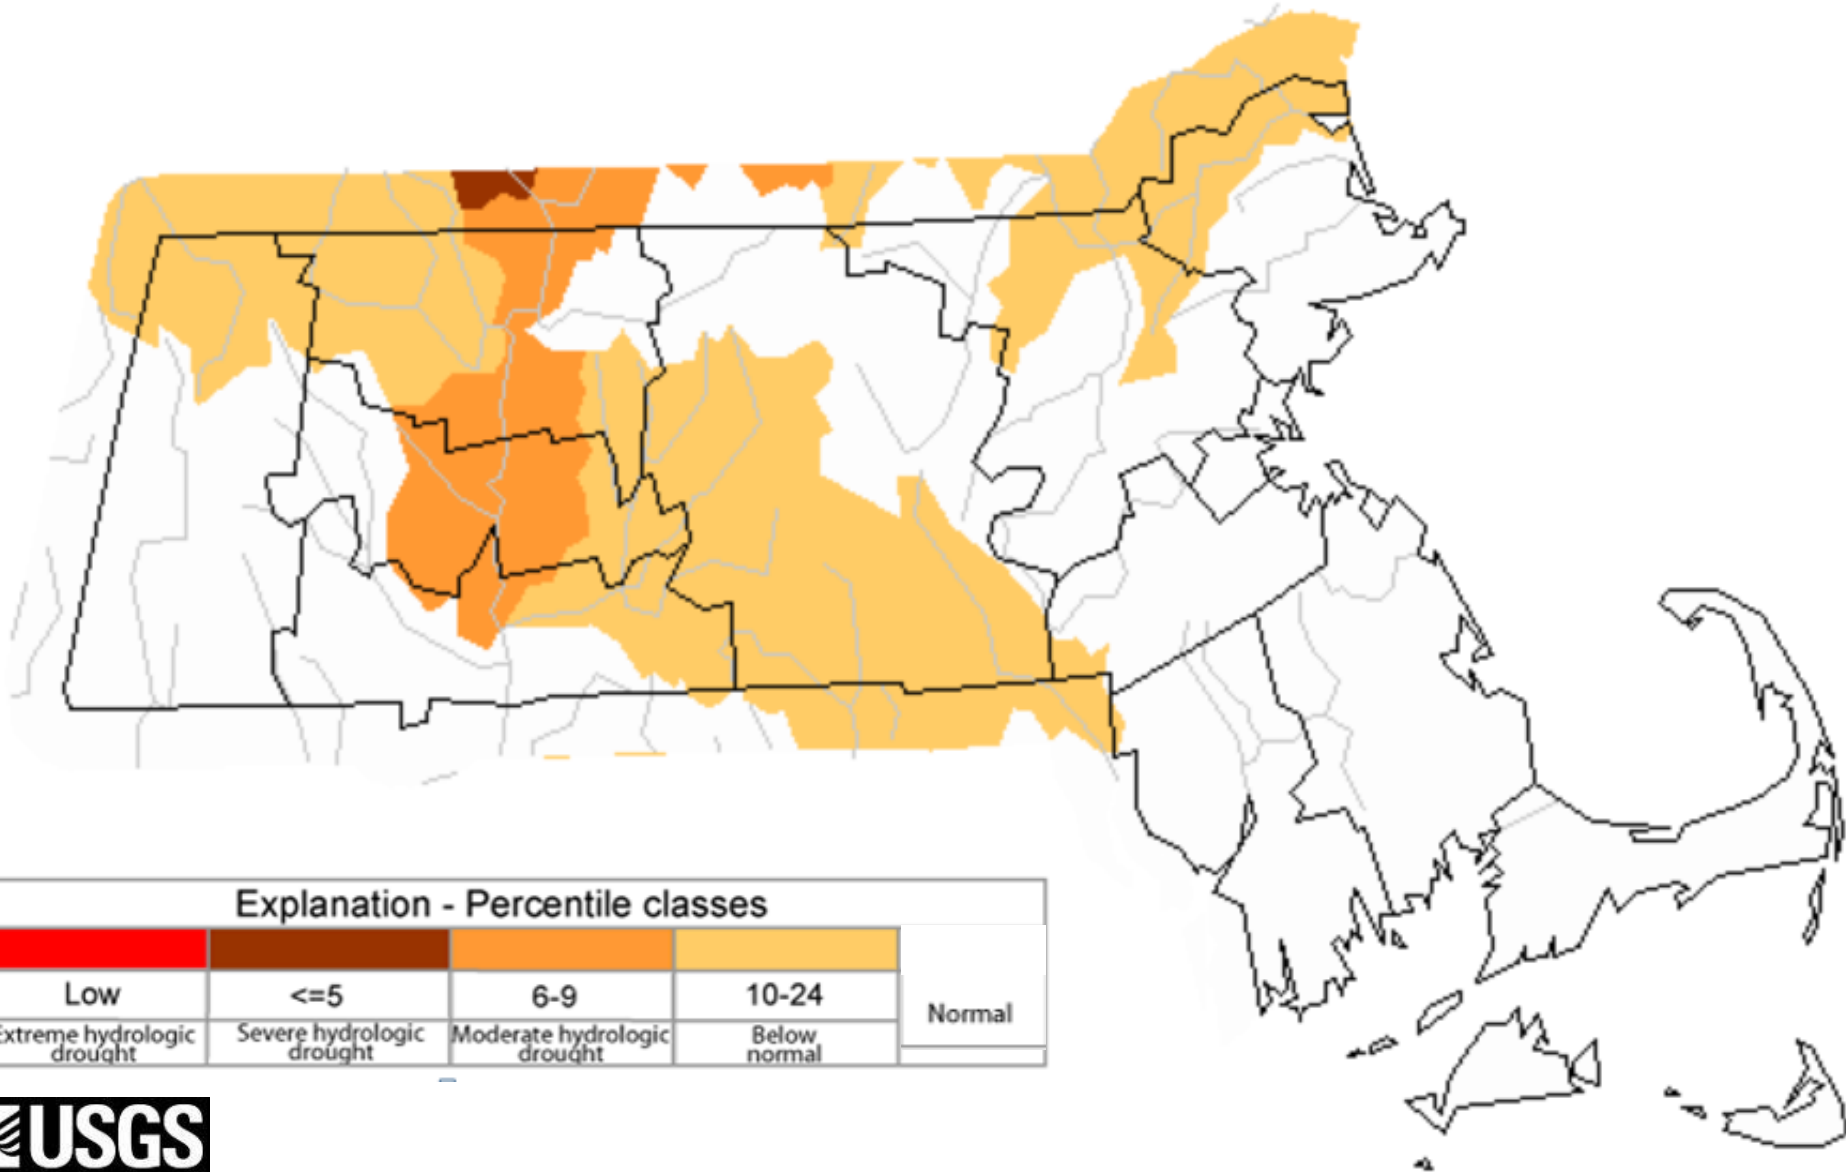 Explanation - Percentile classes
Low <=5 6-9 10-24 Normal
Extreme hydrologic drought
Severe hydrologic drought
Moderate hydrologic drought
Below normal
USGS